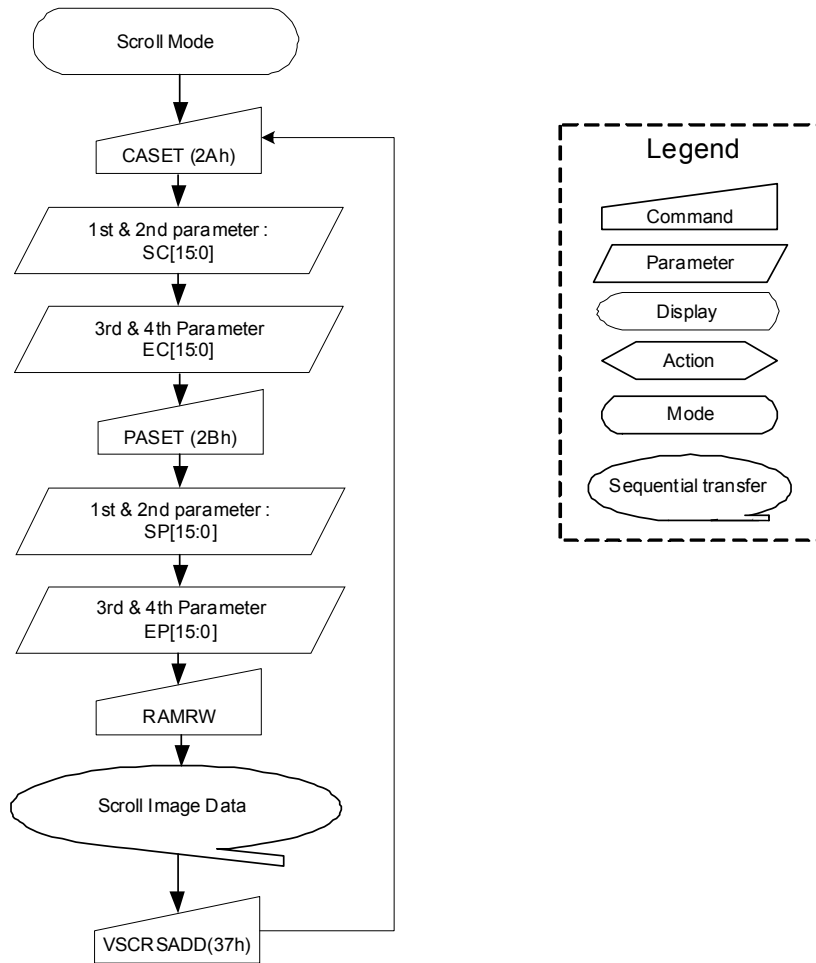 Scroll Mode
CASET (2Ah)
1st & 2nd parameter :
SC[15:0]
3rd & 4th Parameter
EC[15:0]
PASET (2Bh)
1st & 2nd parameter :
SP[15:0]
3rd & 4th Parameter
EP[15:0]
RAMRW
Scroll Image Data
VSCRSADD(37h)
Legend
Command
Parameter
Display
Action
Mode
Sequential transfer